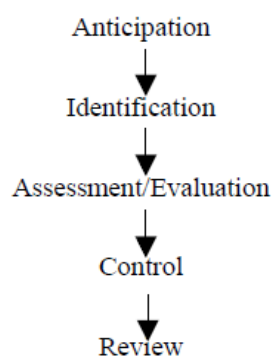 Anticipation
Identification
Assessment/Evaluation
Control
Review